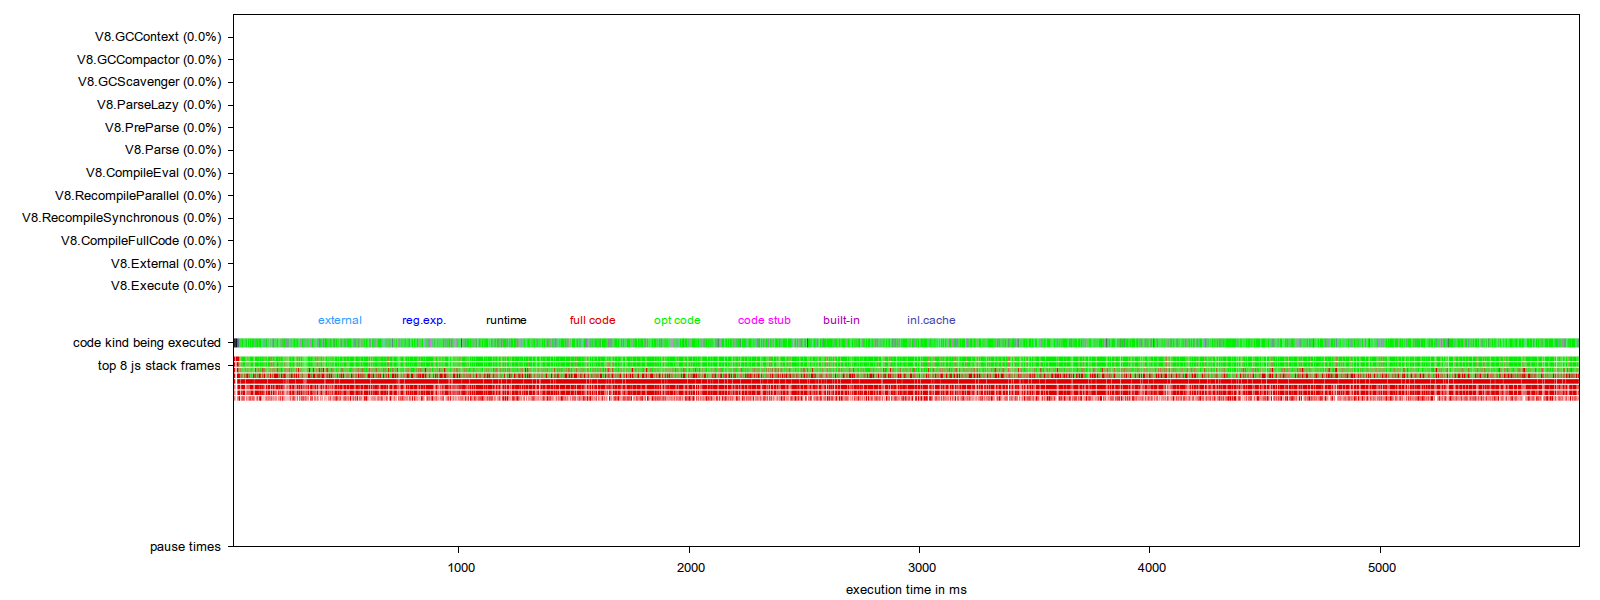 V8.GCContext (0.0%)
V8.GCCompactor (0.0%)
V8.GCScavenger (0.0%)
V8.ParseLazy (0.0%)
V8.PreParse (0.0%)
V8.Parse (0.0%)
V8.CompileEval (0.0%)
V8.RecompileParallel (0.0%)
V8.RecompileSynchronous (0.0%)
V8.CompileFullCode (0.0%)
V8.External (0.0%)
V8.Execute (0.0%)
external reg.exp. runtime full code opt code code stub built-in inl.cache
code kind being executed
top 8 js stack frames
pause times
1000 2000 3000 4000 5000
execution time in ms